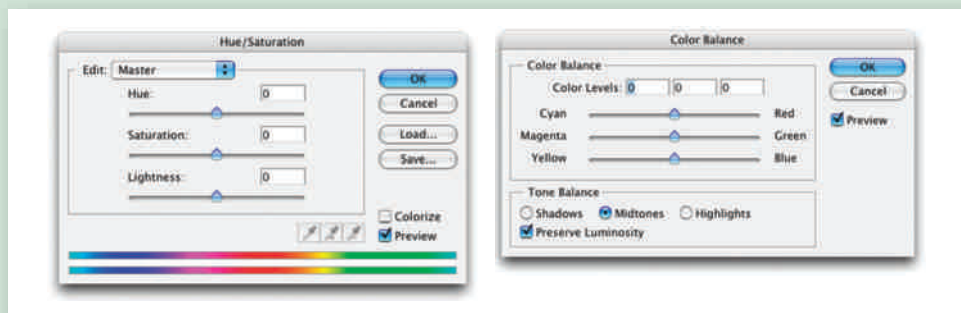 Hue/Saturation
Edit: Master
Hue: 0
Saturation: 0
Lightness: 0
OK
Cancel
Load...
Save...
Colorize
Preview
Color Balance
Color Balance
Color Levels: 0 0 0
Cyan Red
Magenta Green
Yellow Blue
Tone Balance
Shadows Midtones Highlights
Preserve Luminosity
OK
Cancel
Preview